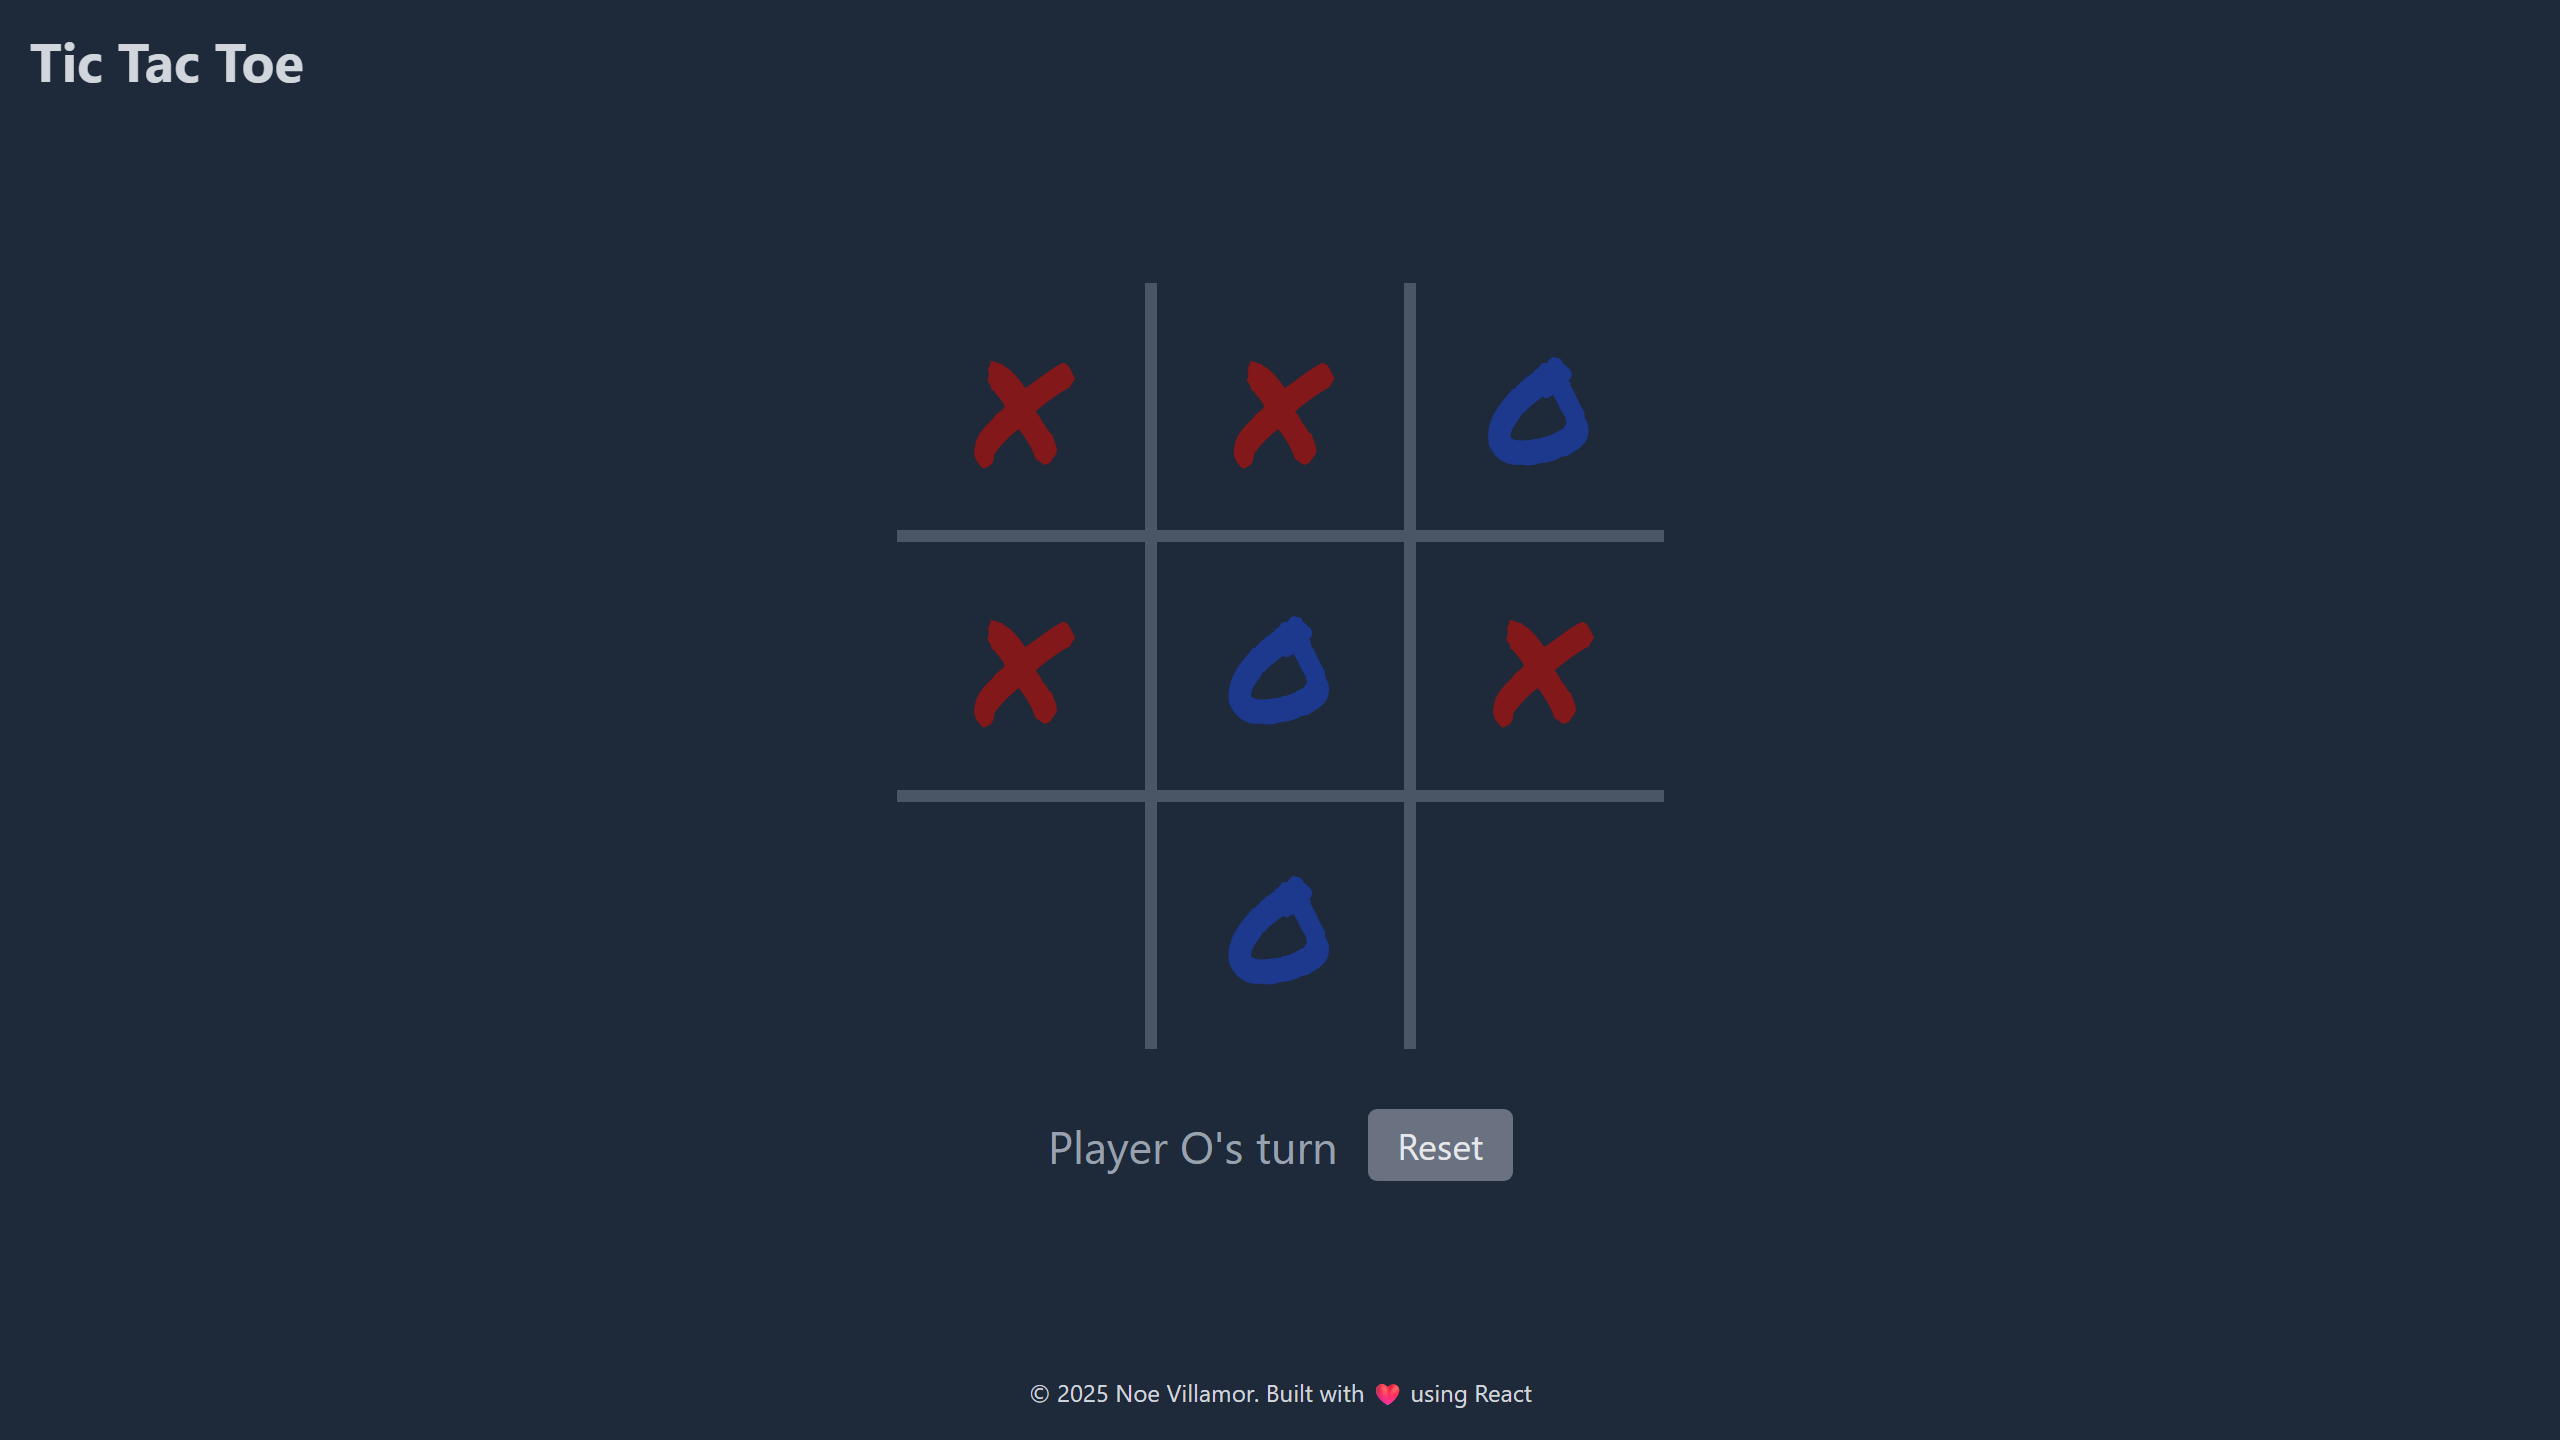 Tic Tac Toe
X X O
X O X
O
Player O's turn
Reset
© 2025 Noe Villamor. Built with 💖 using React